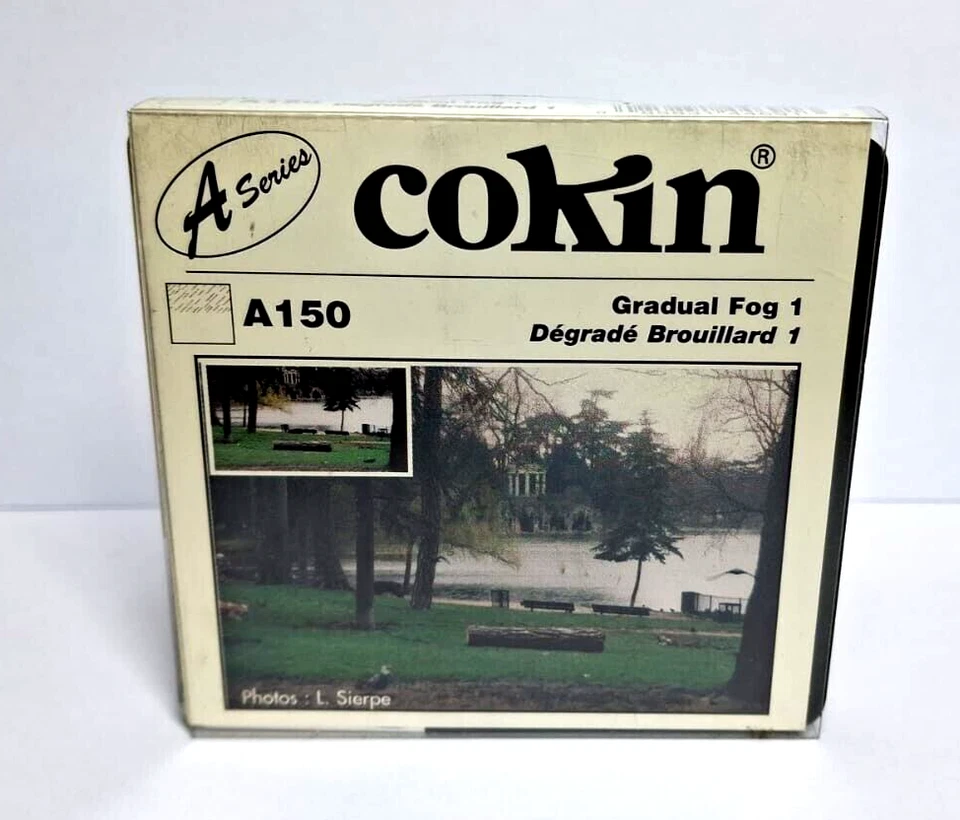 A Series
cokin®
A150
Gradual Fog 1
Dégradé Brouillard 1
Photos : L. Sierpe